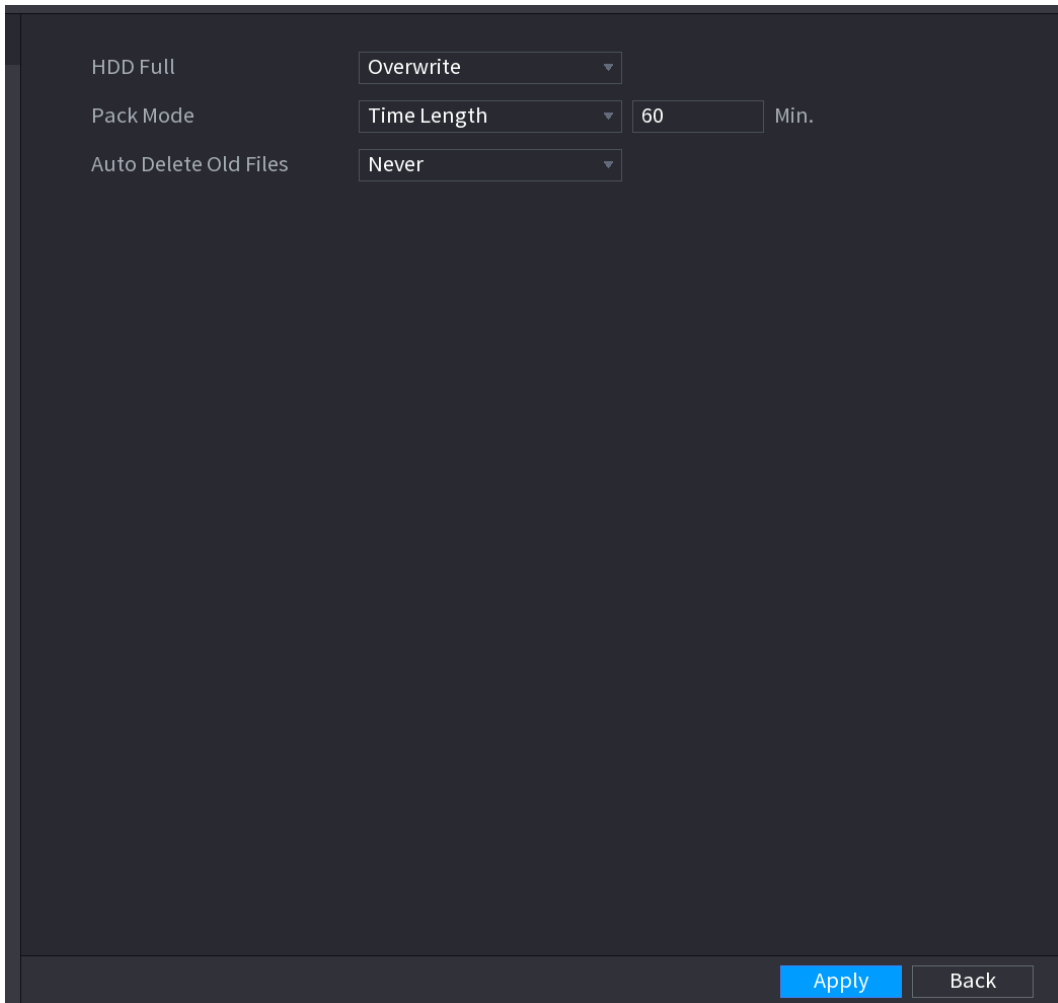 HDD Full Overwrite
Pack Mode Time Length 60 Min.
Auto Delete Old Files Never
Apply Back